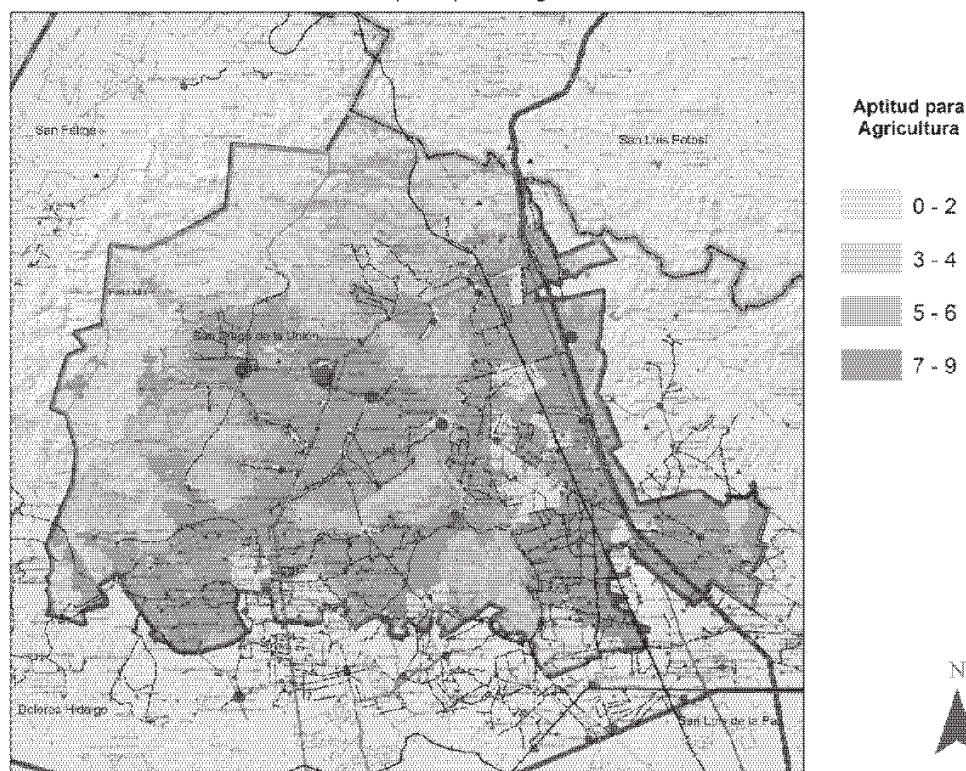 San Felipe
San Luis Potosí
San Diego de la Unión
Dolores Hidalgo
San Luis de la Paz
Aptitud para
Agricultura
0 - 2
3 - 4
5 - 6
7 - 9
N